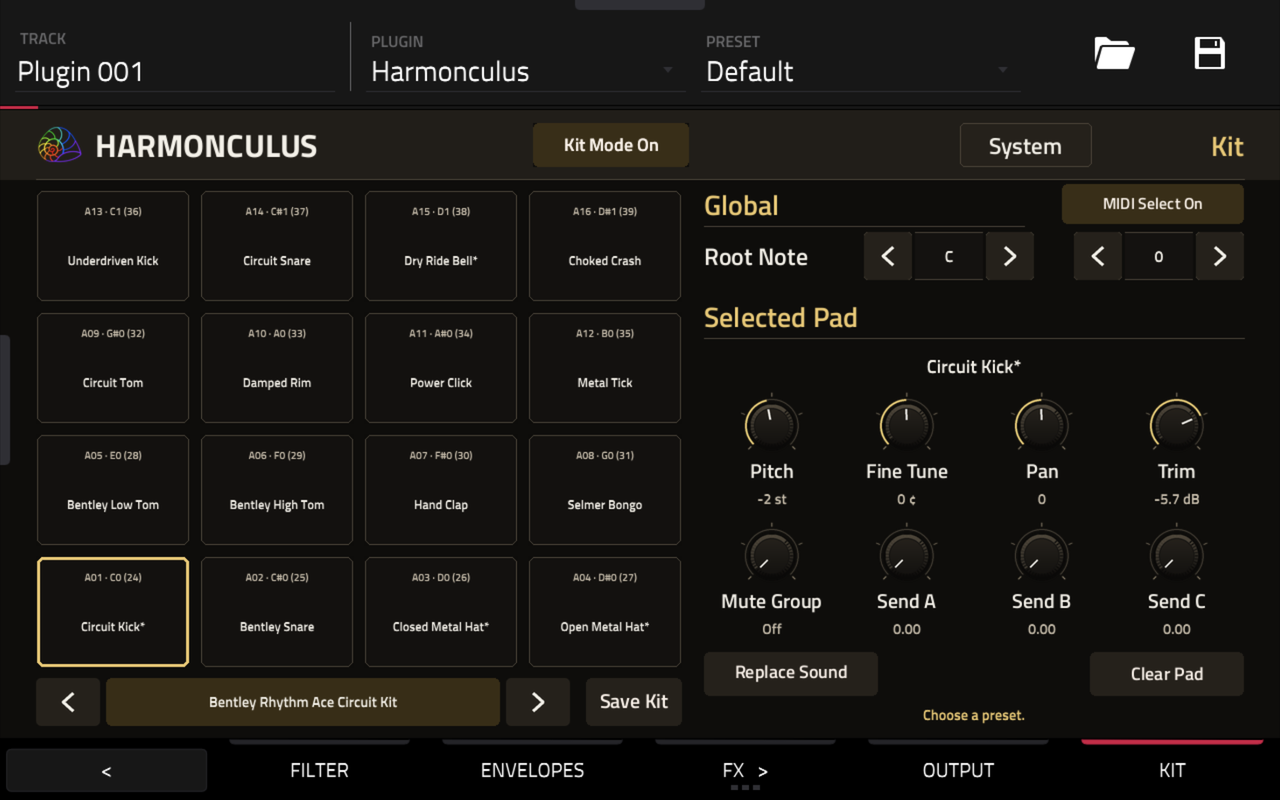 TRACK
Plugin 001
PLUGIN
Harmonculus
PRESET
Default
HARMONCULUS
Kit Mode On
System
Kit
A13 · C1 (36)
Underdriven Kick
A14 · C#1 (37)
Circuit Snare
A15 · D1 (38)
Dry Ride Bell*
A16 · D#1 (39)
Choked Crash
A09 · G#0 (32)
Circuit Tom
A10 · A0 (33)
Damped Rim
A11 · A#0 (34)
Power Click
A12 · B0 (35)
Metal Tick
A05 · E0 (28)
Bentley Low Tom
A06 · F0 (29)
Bentley High Tom
A07 · F#0 (30)
Hand Clap
A08 · G0 (31)
Selmer Bongo
A01 · C0 (24)
Circuit Kick*
A02 · C#0 (25)
Bentley Snare
A03 · D0 (26)
Closed Metal Hat*
A04 · D#0 (27)
Open Metal Hat*
<
Bentley Rhythm Ace Circuit Kit
>
Save Kit
Global
MIDI Select On
Root Note
<
C
>
<
0
>
Selected Pad
Circuit Kick*
Pitch
-2 st
Fine Tune
0 ¢
Pan
0
Trim
-5.7 dB
Mute Group
Off
Send A
0.00
Send B
0.00
Send C
0.00
Replace Sound
Clear Pad
Choose a preset.
<
FILTER
ENVELOPES
FX >
OUTPUT
KIT